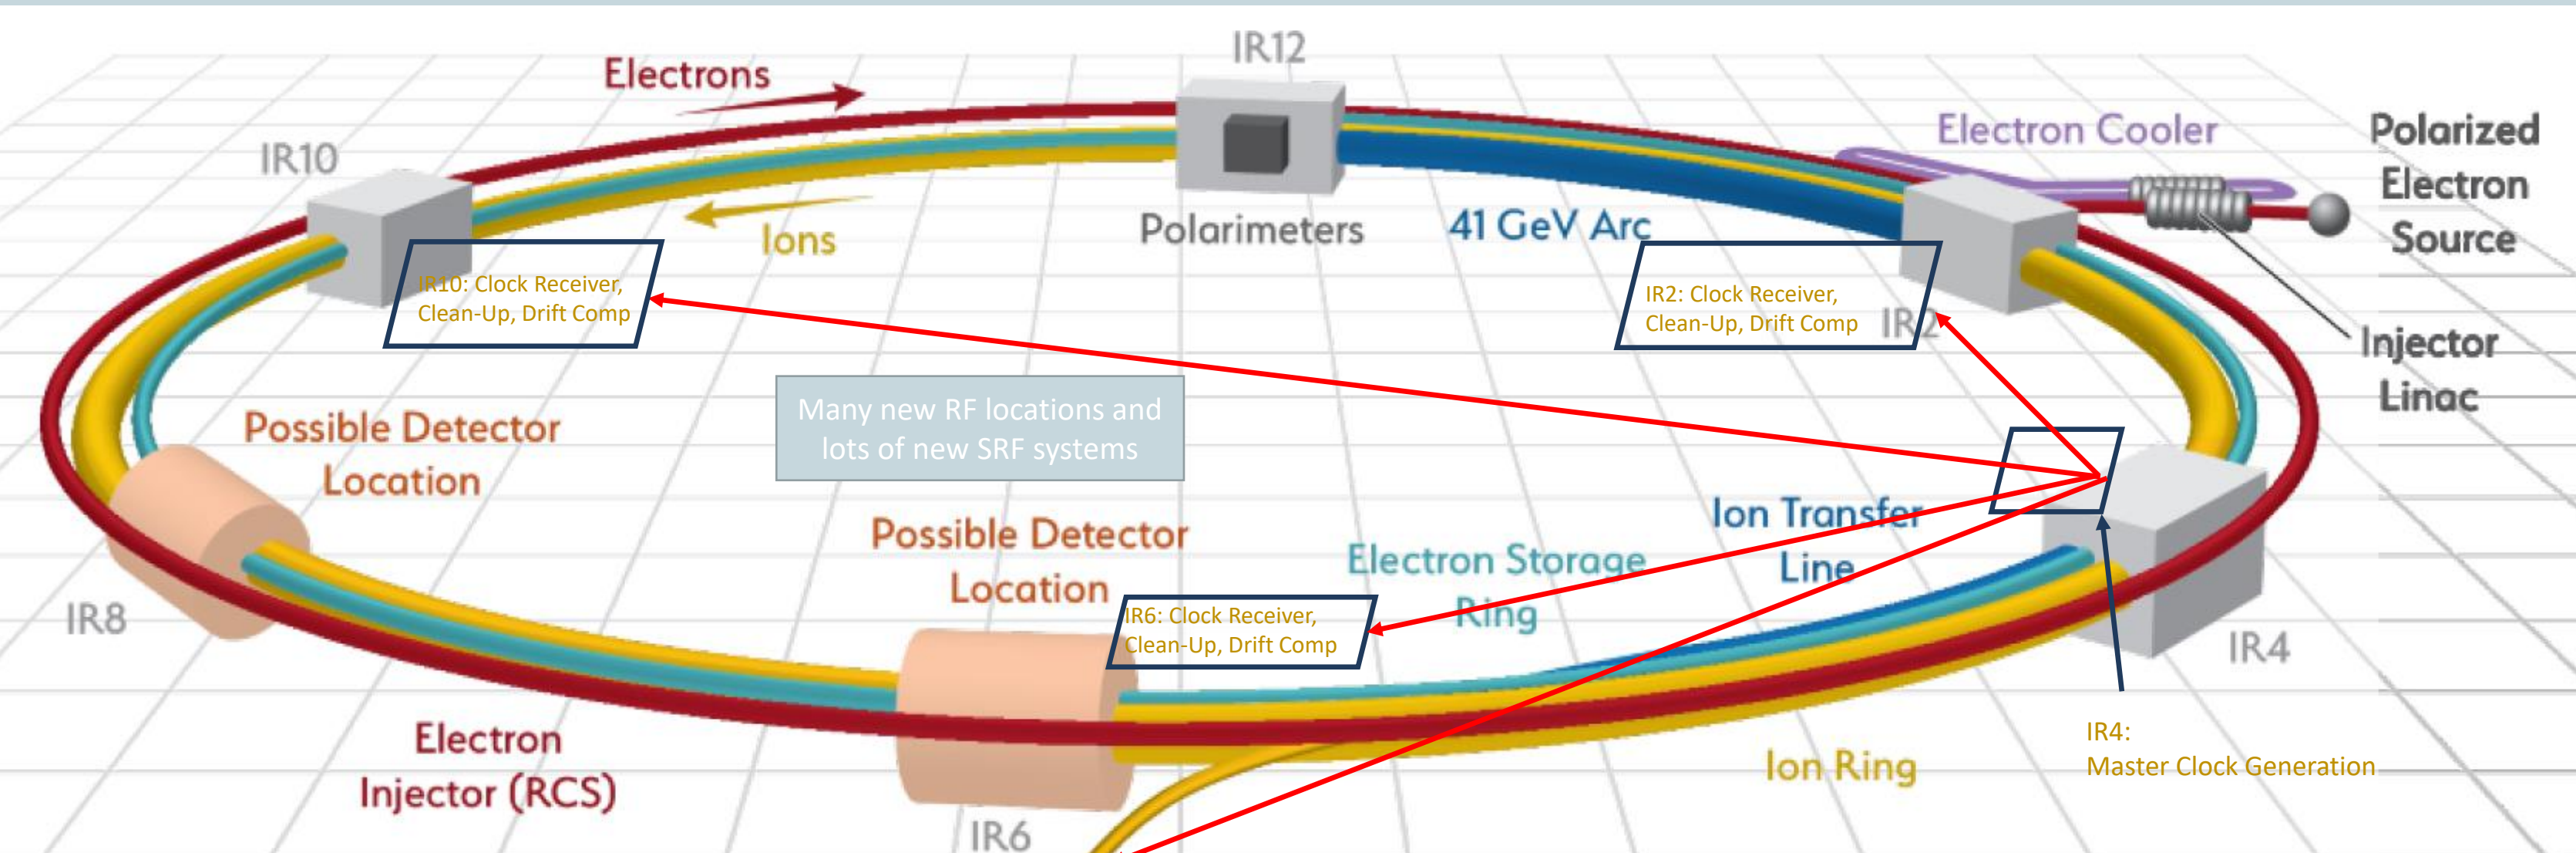 IR12
Electrons
IR10
Ions
Polarimeters
41 GeV Arc
Electron Cooler
Polarized
Electron
Source
IR10: Clock Receiver,
Clean-Up, Drift Comp
IR2: Clock Receiver,
Clean-Up, Drift Comp
IR2
Injector
Linac
Many new RF locations and
lots of new SRF systems
Possible Detector
Location
Possible Detector
Location
Ion Transfer
Line
Electron Storage
Ring
IR8
IR6: Clock Receiver,
Clean-Up, Drift Comp
IR4
Electron
Injector (RCS)
Ion Ring
IR4:
Master Clock Generation
IR6